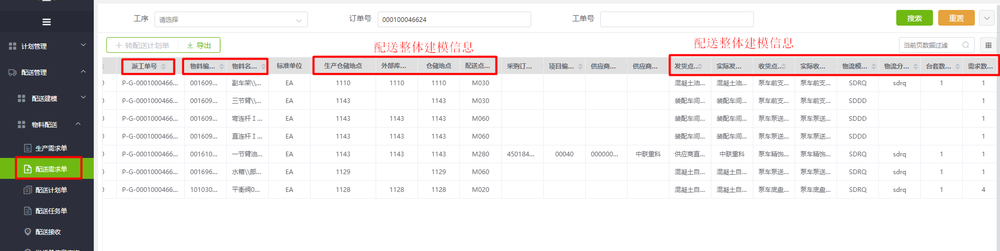 工序 请选择 订单号 000100046624 工单号 搜索 重置
计划管理
配送管理
配送建模
物料配送
生产需求单
配送需求单
配送计划单
配送任务单
配送接收
转配送计划单 导出 配送整体建模信息 配送整体建模信息 当前页数据过滤
派工单号 物料编... 物料名... 标准单位 生产仓储地点 外部库... 仓储地点 配送点... 采购订... 项目编... 供应商... 供应商... 发货点... 实际发... 收货点... 实际收... 物流模... 物流分... 台套数... 需求数...
P-G-0001000466... 001609... 副车架\\... EA 1110 1110 1110 M030 混凝土油... 混凝土油... 泵车前支... 泵车前支... SDRQ sdrq 1 1
P-G-0001000466... 001609... 三节臂\\... EA 1143 1143 M030 装配车间... 装配车间... 泵车前支... 泵车前支... SDDD 1
P-G-0001000466... 001609... 弯连杆Ⅰ... EA 1143 1143 1143 M060 装配车间... 装配车间... 泵车泵送... 泵车泵送... SDDD 1
P-G-0001000466... 001609... 直连杆Ⅰ... EA 1143 1143 1143 M060 装配车间... 装配车间... 泵车泵送... 泵车泵送... SDDD 1
P-G-0001000466... 001610... 一节臂油... EA 1143 1143 1143 M280 450184... 00040 000000... 中联重科 供应商直... 中联重科 泵车精饰... 泵车精饰... SDRQ sdrq 1 1
P-G-0001000466... 001696... 水箱\\部... EA 1129 1129 M060 混凝土自... 混凝土自... 泵车泵送... 泵车泵送... SDRQ sdrq 1 1
P-G-0001000466... 101030... 平衡阀0... EA 1128 1128 1128 M020 混凝土自... 混凝土自... 泵车底盘... 泵车底盘... SDRQ sdrq 1 4